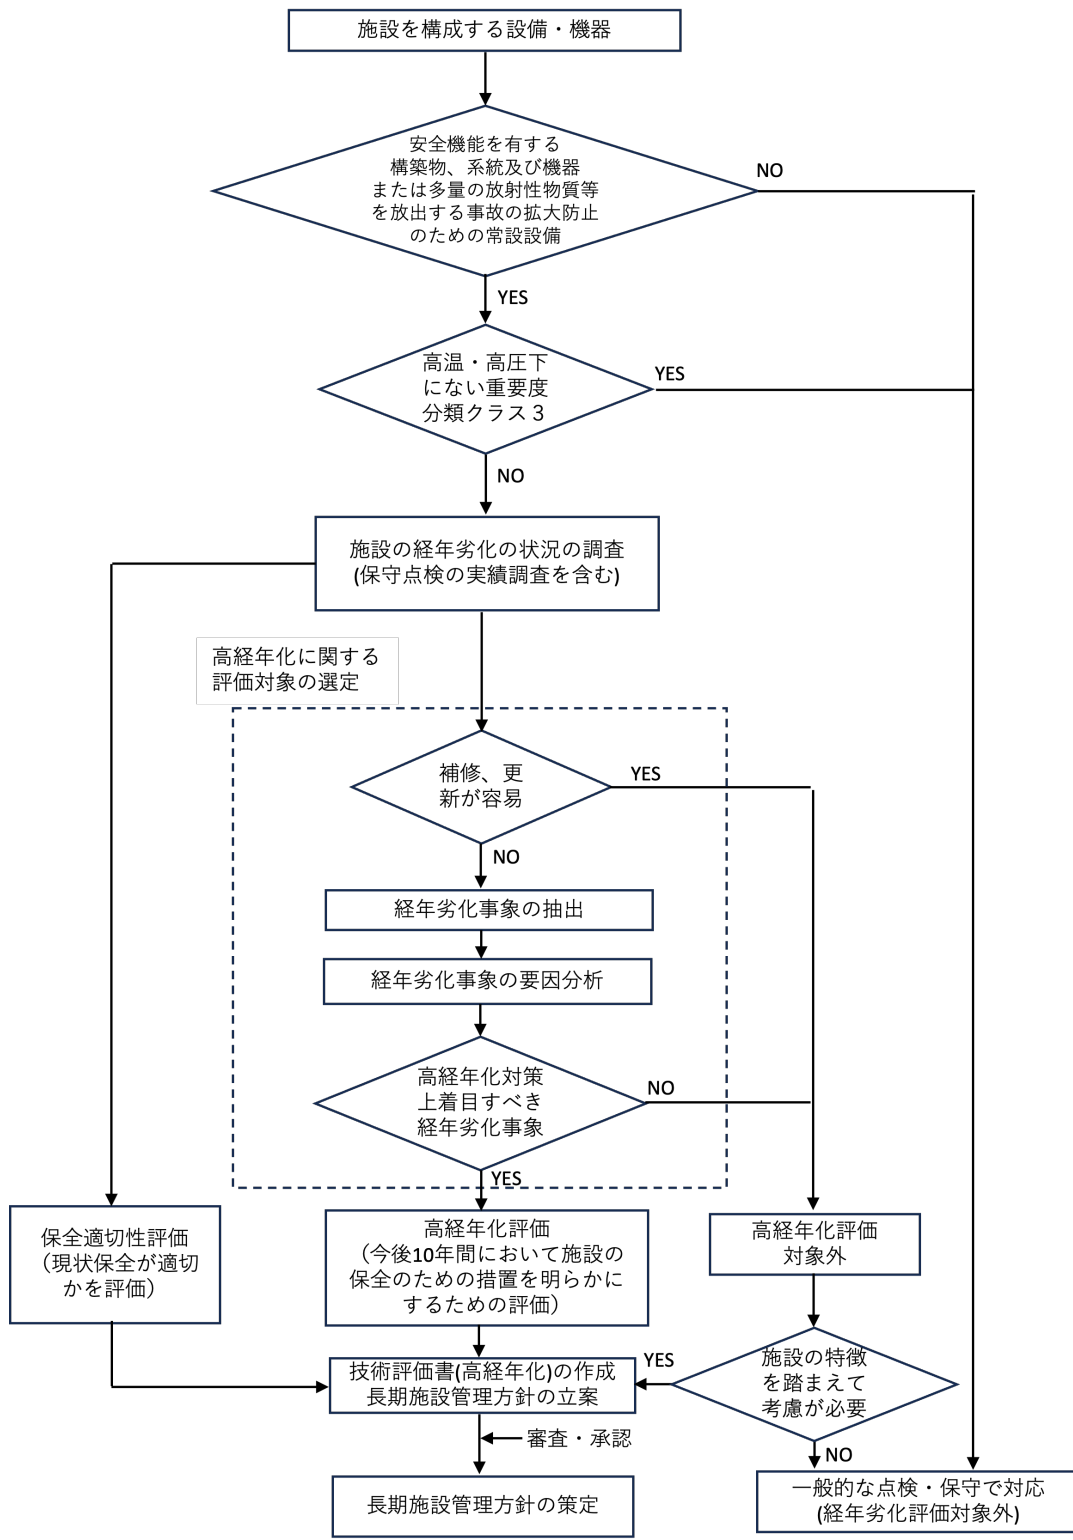 施設を構成する設備・機器
安全機能を有する
構築物、系統及び機器
または多量の放射性物質等
を放出する事故の拡大防止
のための常設設備
NO
YES
高温・高圧下
にない重要度
分類クラス３
YES
NO
施設の経年劣化の状況の調査
(保守点検の実績調査を含む)
高経年化に関する
評価対象の選定
補修、更
新が容易
YES
NO
経年劣化事象の抽出
経年劣化事象の要因分析
高経年化対策
上着目すべき
経年劣化事象
NO
YES
保全適切性評価
（現状保全が適切
かを評価）
高経年化評価
（今後10年間において施設の
保全のための措置を明らかに
するための評価）
高経年化評価
対象外
技術評価書(高経年化)の作成
長期施設管理方針の立案
YES
施設の特徴
を踏まえて
考慮が必要
審査・承認
NO
長期施設管理方針の策定
一般的な点検・保守で対応
(経年劣化評価対象外)